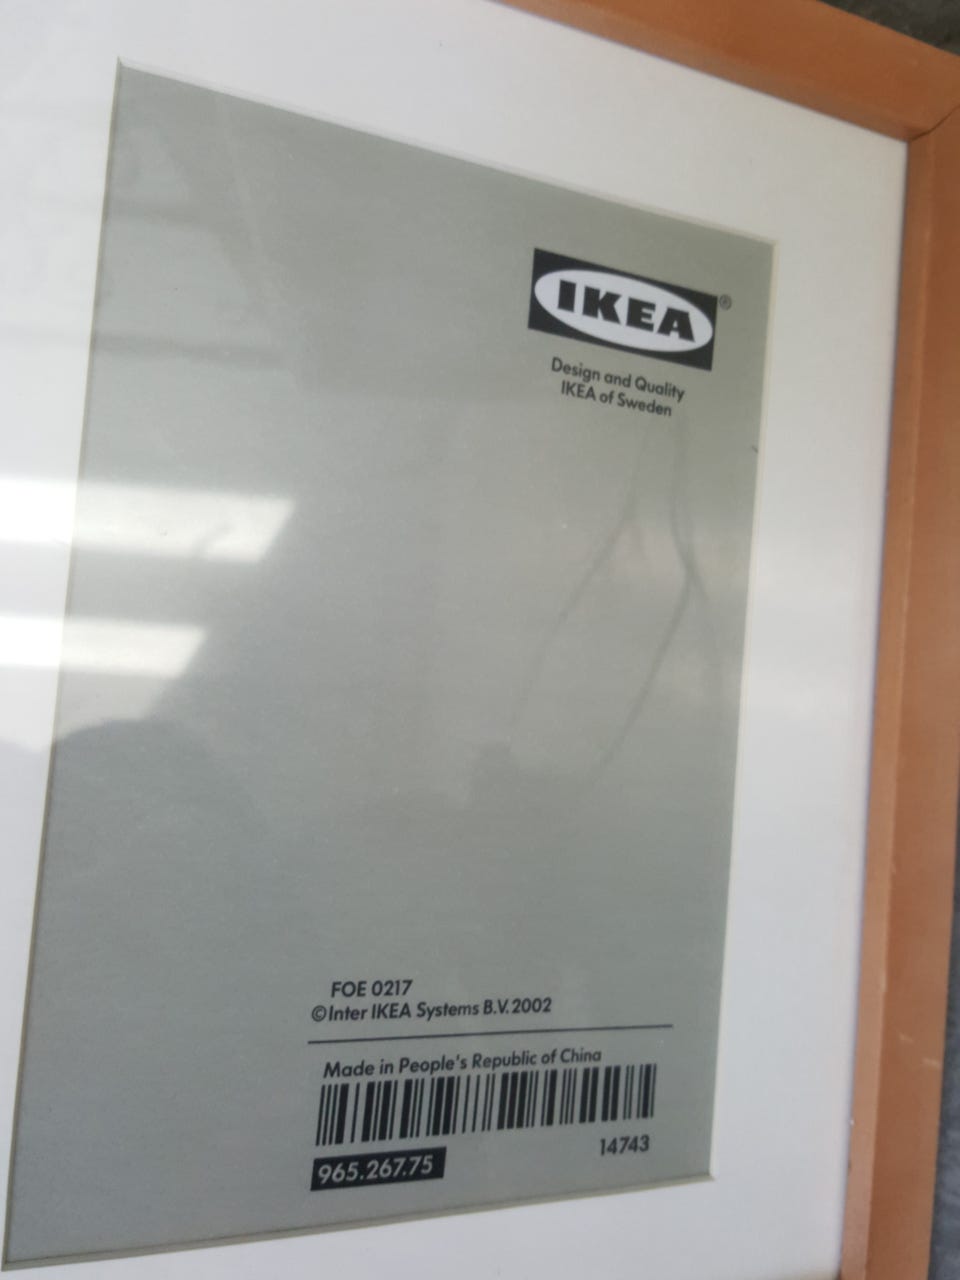 IKEA®
Design and Quality
IKEA of Sweden
FOE 0217
©Inter IKEA Systems B.V. 2002
Made in People's Republic of China
14743
965.267.75